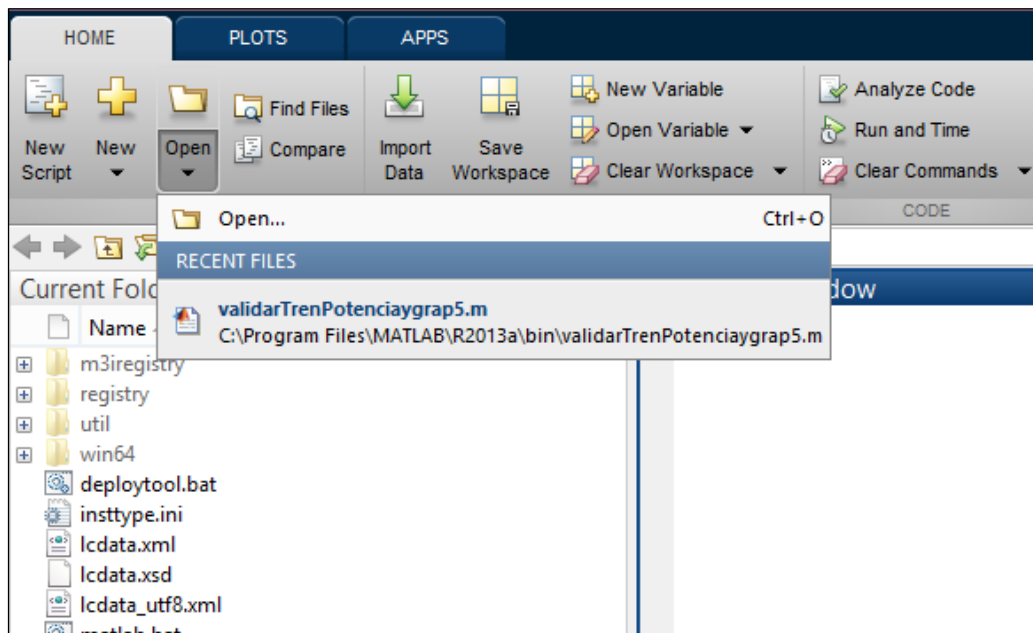 HOME PLOTS APPS
New Script
New
Open
Find Files
Compare
Import Data
Save Workspace
New Variable
Open Variable
Clear Workspace
Analyze Code
Run and Time
Clear Commands
CODE
Open... Ctrl+O
RECENT FILES
validarTrenPotenciaygrap5.m
C:\Program Files\MATLAB\R2013a\bin\validarTrenPotenciaygrap5.m
Current Fold
dow
Name
m3iregistry
registry
util
win64
deploytool.bat
insttype.ini
lcdata.xml
lcdata.xsd
lcdata_utf8.xml
matlab.bat